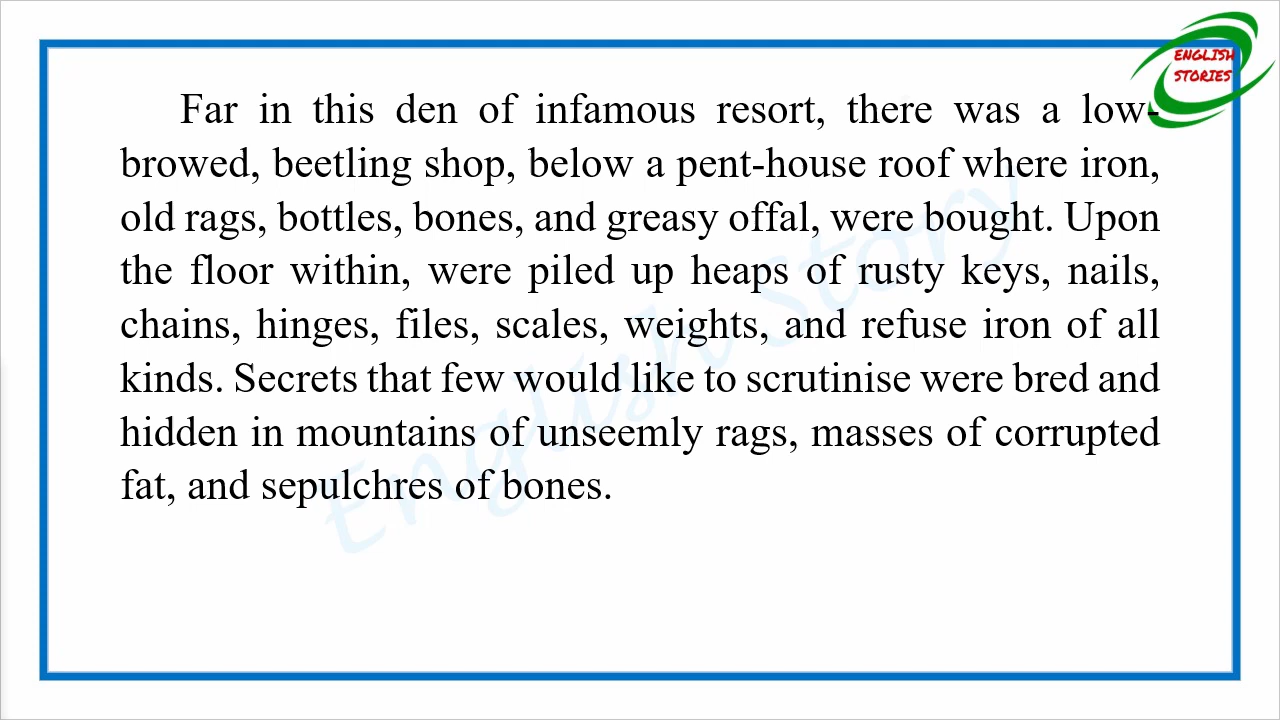 ENGLISH
STORIES
Far in this den of infamous resort, there was a low-
browed, beetling shop, below a pent-house roof where iron,
old rags, bottles, bones, and greasy offal, were bought. Upon
the floor within, were piled up heaps of rusty keys, nails,
chains, hinges, files, scales, weights, and refuse iron of all
kinds. Secrets that few would like to scrutinise were bred and
hidden in mountains of unseemly rags, masses of corrupted
fat, and sepulchres of bones.
English Story